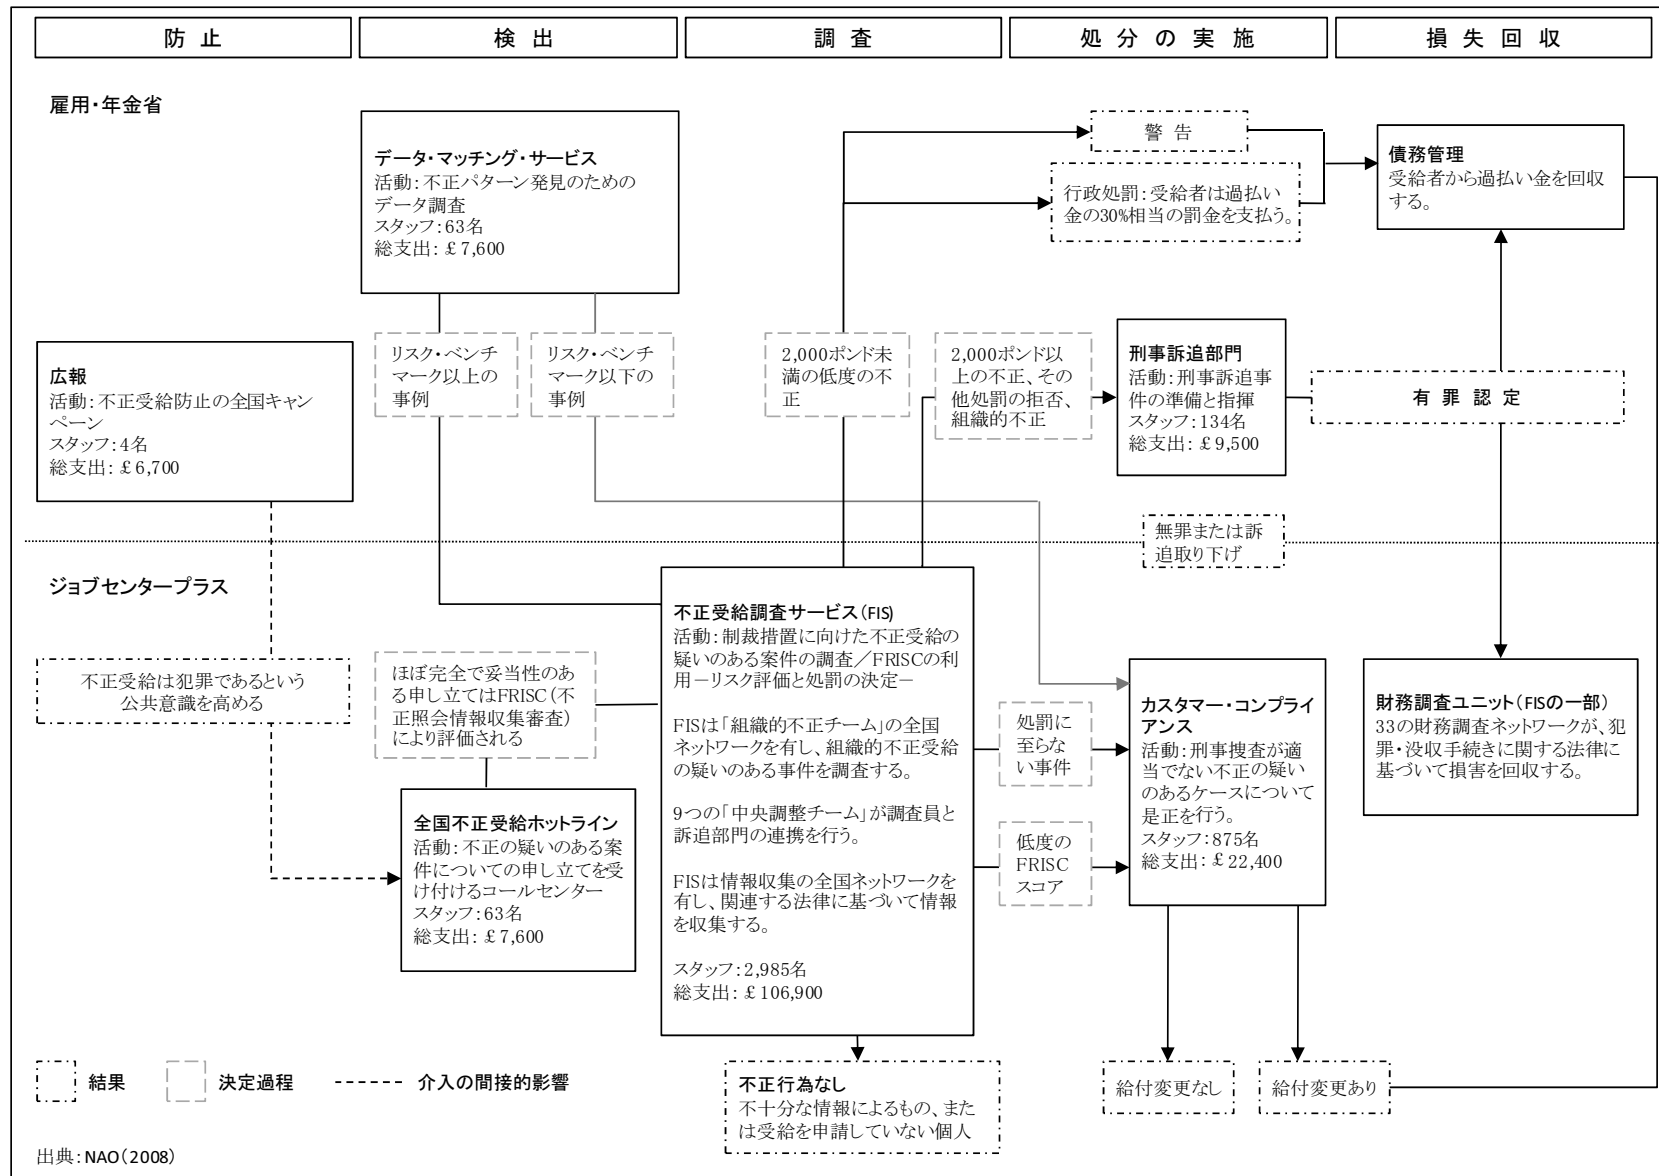 防 止
検 出
調 査
処 分 の 実 施
損 失 回 収
雇用・年金省
データ・マッチング・サービス
活動:不正パターン発見のための
データ調査
スタッフ:63名
総支出:£7,600
警 告
行政処罰:受給者は過払い
金の30%相当の罰金を支払う。
債務管理
受給者から過払い金を回収
する。
広報
活動:不正受給防止の全国キャン
ペーン
スタッフ:4名
総支出:£6,700
リスク・ベンチ
マーク以上の
事例
リスク・ベンチ
マーク以下の
事例
2,000ポンド未
満の低度の不
正
2,000ポンド以
上の不正、その
他処罰の拒否、
組織的不正
刑事訴追部門
活動:刑事訴追事
件の準備と指揮
スタッフ:134名
総支出:£9,500
有 罪 認 定
無罪または訴
追取り下げ
ジョブセンタープラス
不正受給は犯罪であるという
公共意識を高める
ほぼ完全で妥当性のあ
る申し立てはFRISC(不
正照会情報収集審査)
により評価される
全国不正受給ホットライン
活動:不正の疑いのある案
件についての申し立てを受
け付けるコールセンター
スタッフ:63名
総支出:£7,600
不正受給調査サービス(FIS)
活動:制裁措置に向けた不正受給の
疑いのある案件の調査/FRISCの利
用-リスク評価と処罰の決定-
FISは「組織的不正チーム」の全国
ネットワークを有し、組織的不正受給
の疑いのある事件を調査する。
9つの「中央調整チーム」が調査員と
訴追部門の連携を行う。
FISは情報収集の全国ネットワークを
有し、関連する法律に基づいて情報
を収集する。
スタッフ:2,985名
総支出:£106,900
処罰に
至らな
い事件
低度の
FRISC
スコア
カスタマー・コンプライ
アンス
活動:刑事捜査が適
当でない不正の疑い
のあるケースについて
是正を行う。
スタッフ:875名
総支出:£22,400
財務調査ユニット(FISの一部)
33の財務調査ネットワークが、犯
罪・没収手続きに関する法律に
基づいて損害を回収する。
不正行為なし
不十分な情報によるもの、また
は受給を申請していない個人
給付変更なし
給付変更あり
結果
決定過程
介入の間接的影響
出典:NAO(2008)